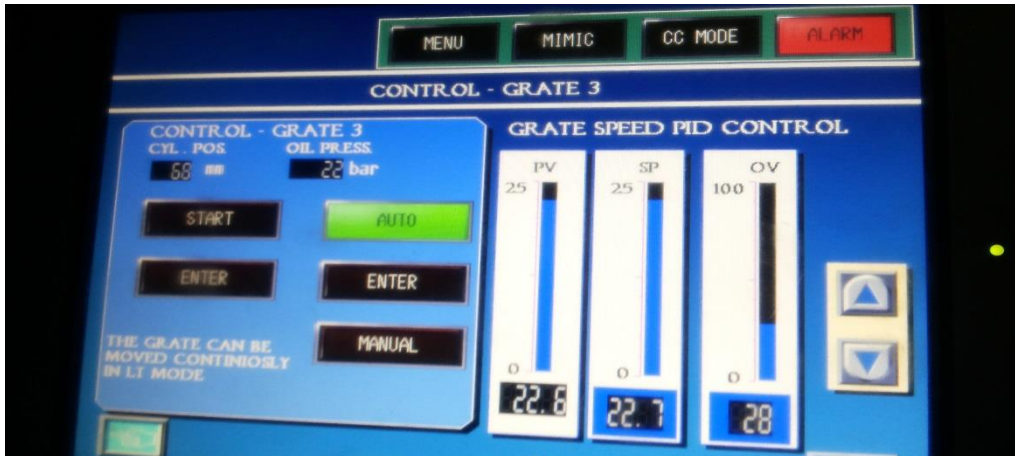 MENU MIMIC CC MODE ALARM
CONTROL - GRATE 3
CONTROL - GRATE 3
CYL . POS. OIL PRESS.
68 mm 22 bar
START AUTO
ENTER ENTER
MANUAL
THE GRATE CAN BE
MOVED CONTINIOSLY
IN LT MODE
GRATE SPEED PID CONTROL
PV SP OV
25 25 100
0 0 0
22.6 22.7 28